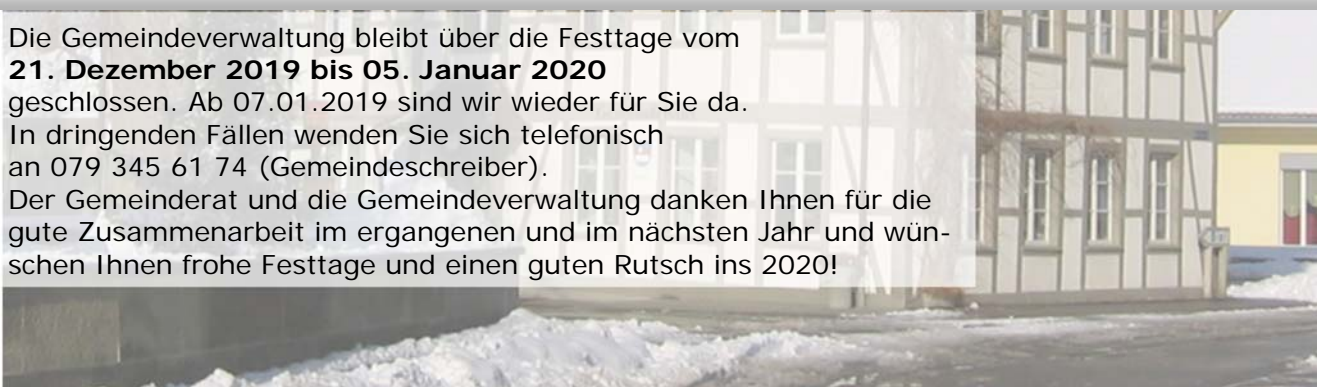 Die Gemeindeverwaltung bleibt über die Festtage vom
21. Dezember 2019 bis 05. Januar 2020
geschlossen. Ab 07.01.2019 sind wir wieder für Sie da.
In dringenden Fällen wenden Sie sich telefonisch
an 079 345 61 74 (Gemeindeschreiber).
Der Gemeinderat und die Gemeindeverwaltung danken Ihnen für die
gute Zusammenarbeit im ergangenen und im nächsten Jahr und wün-
schen Ihnen frohe Festtage und einen guten Rutsch ins 2020!